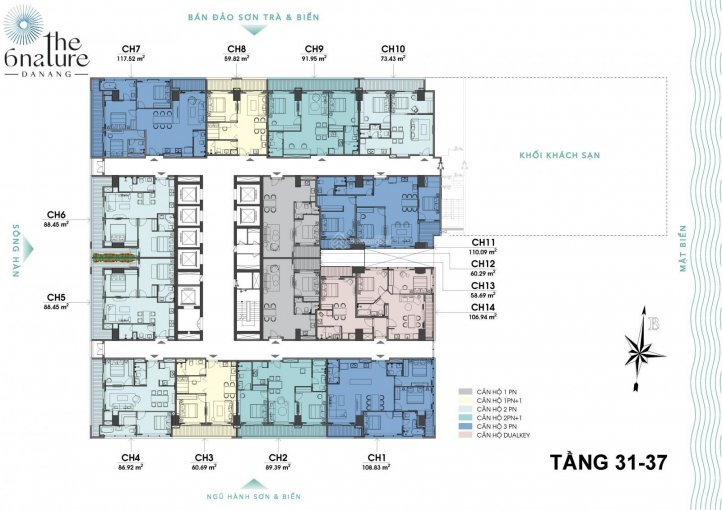 the
6nature
DANANG
BÁN ĐẢO SƠN TRÀ & BIỂN
CH7
117.52 m²
CH8
59.82 m²
CH9
91.95 m²
CH10
73.43 m²
KHỐI KHÁCH SẠN
CH6
88.45 m²
SÔNG HÀN
MẶT BIỂN
CH11
110.09 m²
CH12
60.29 m²
CH13
58.69 m²
CH14
106.94 m²
CH5
88.45 m²
B
CĂN HỘ 1 PN
CĂN HỘ 1PN+1
CĂN HỘ 2 PN
CĂN HỘ 2PN+1
CĂN HỘ 3 PN
CĂN HỘ DUALKEY
CH4
86.92 m²
CH3
60.69 m²
CH2
89.39 m²
CH1
108.83 m²
TẦNG 31-37
NGŨ HÀNH SƠN & BIỂN